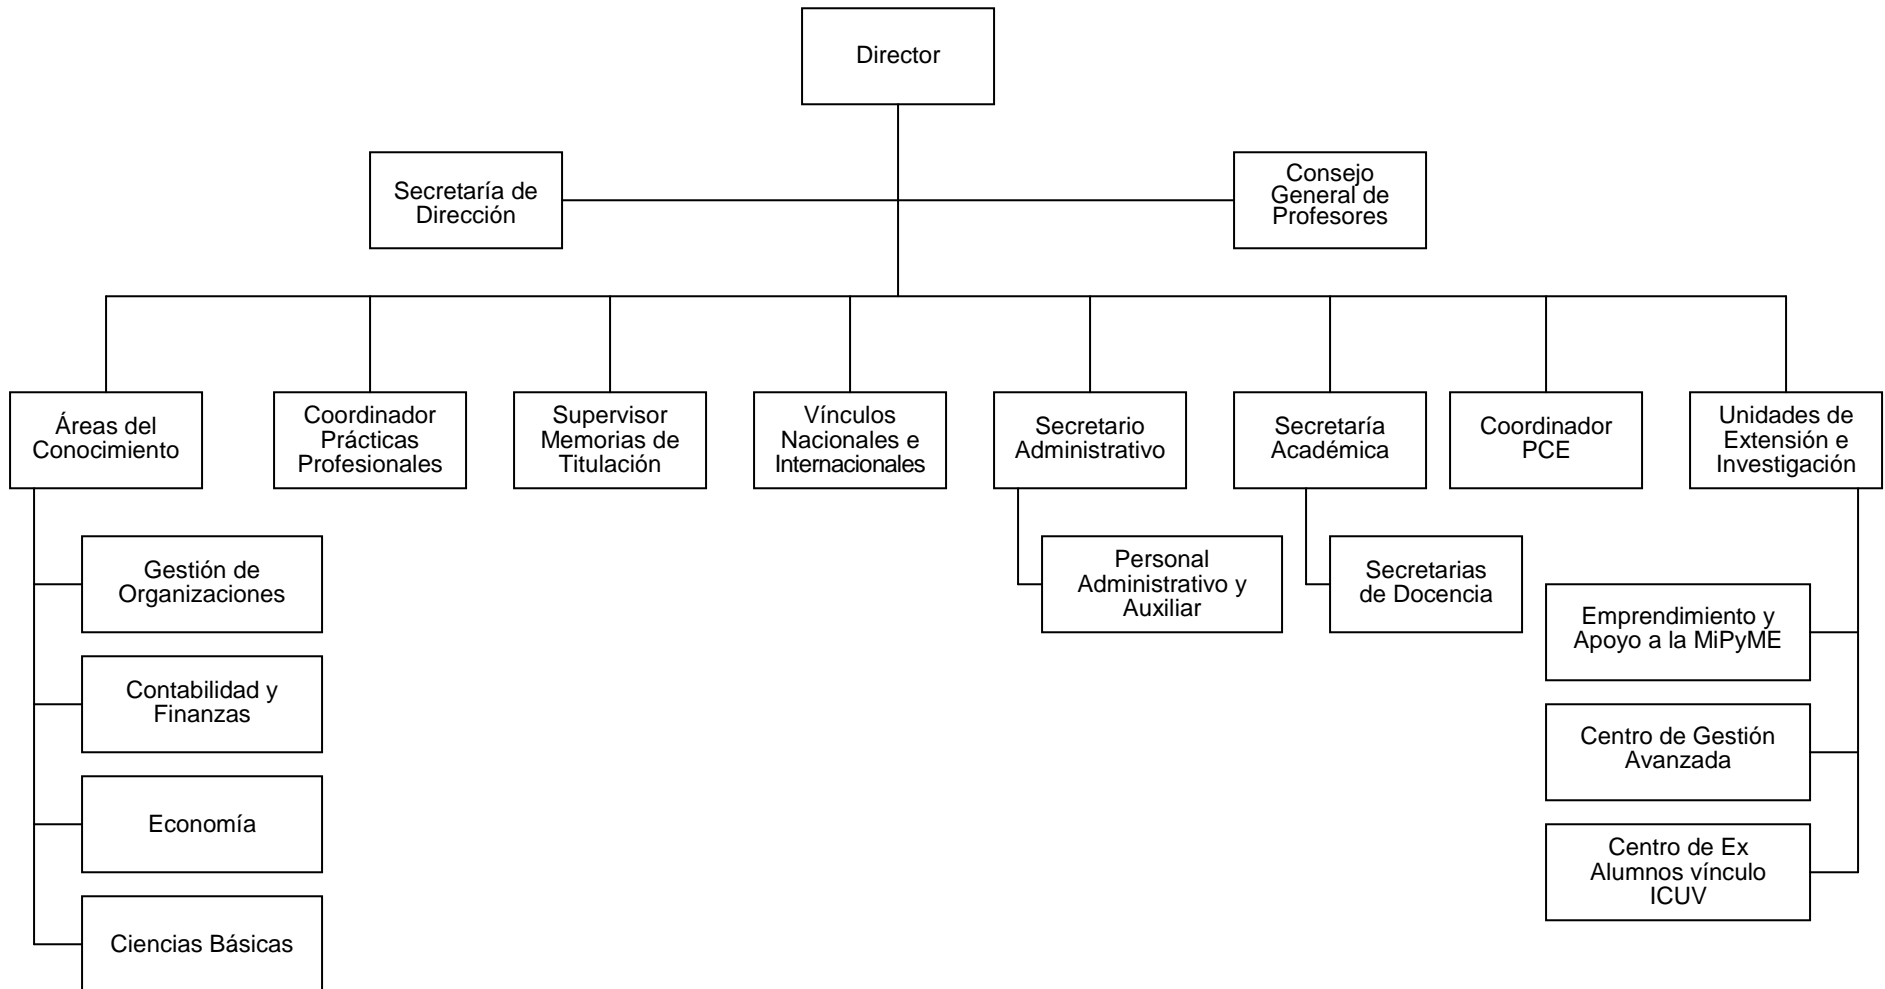 Director
Secretaría de
Dirección
Consejo
General de
Profesores
Áreas del
Conocimiento
Coordinador
Prácticas
Profesionales
Supervisor
Memorias de
Titulación
Vínculos
Nacionales e
Internacionales
Secretario
Administrativo
Secretaría
Académica
Coordinador
PCE
Unidades de
Extensión e
Investigación
Gestión de
Organizaciones
Contabilidad y
Finanzas
Economía
Ciencias Básicas
Personal
Administrativo y
Auxiliar
Secretarias
de Docencia
Emprendimiento y
Apoyo a la MiPyME
Centro de Gestión
Avanzada
Centro de Ex
Alumnos vínculo
ICUV